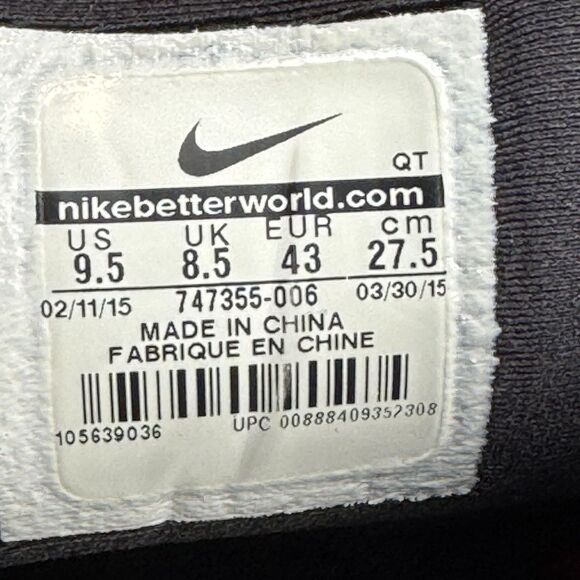 QT
nikebetterworld.com
US UK EUR cm
9.5 8.5 43 27.5
02/11/15 747355-006 03/30/15
MADE IN CHINA
FABRIQUE EN CHINE
105639036 UPC 00888409352308